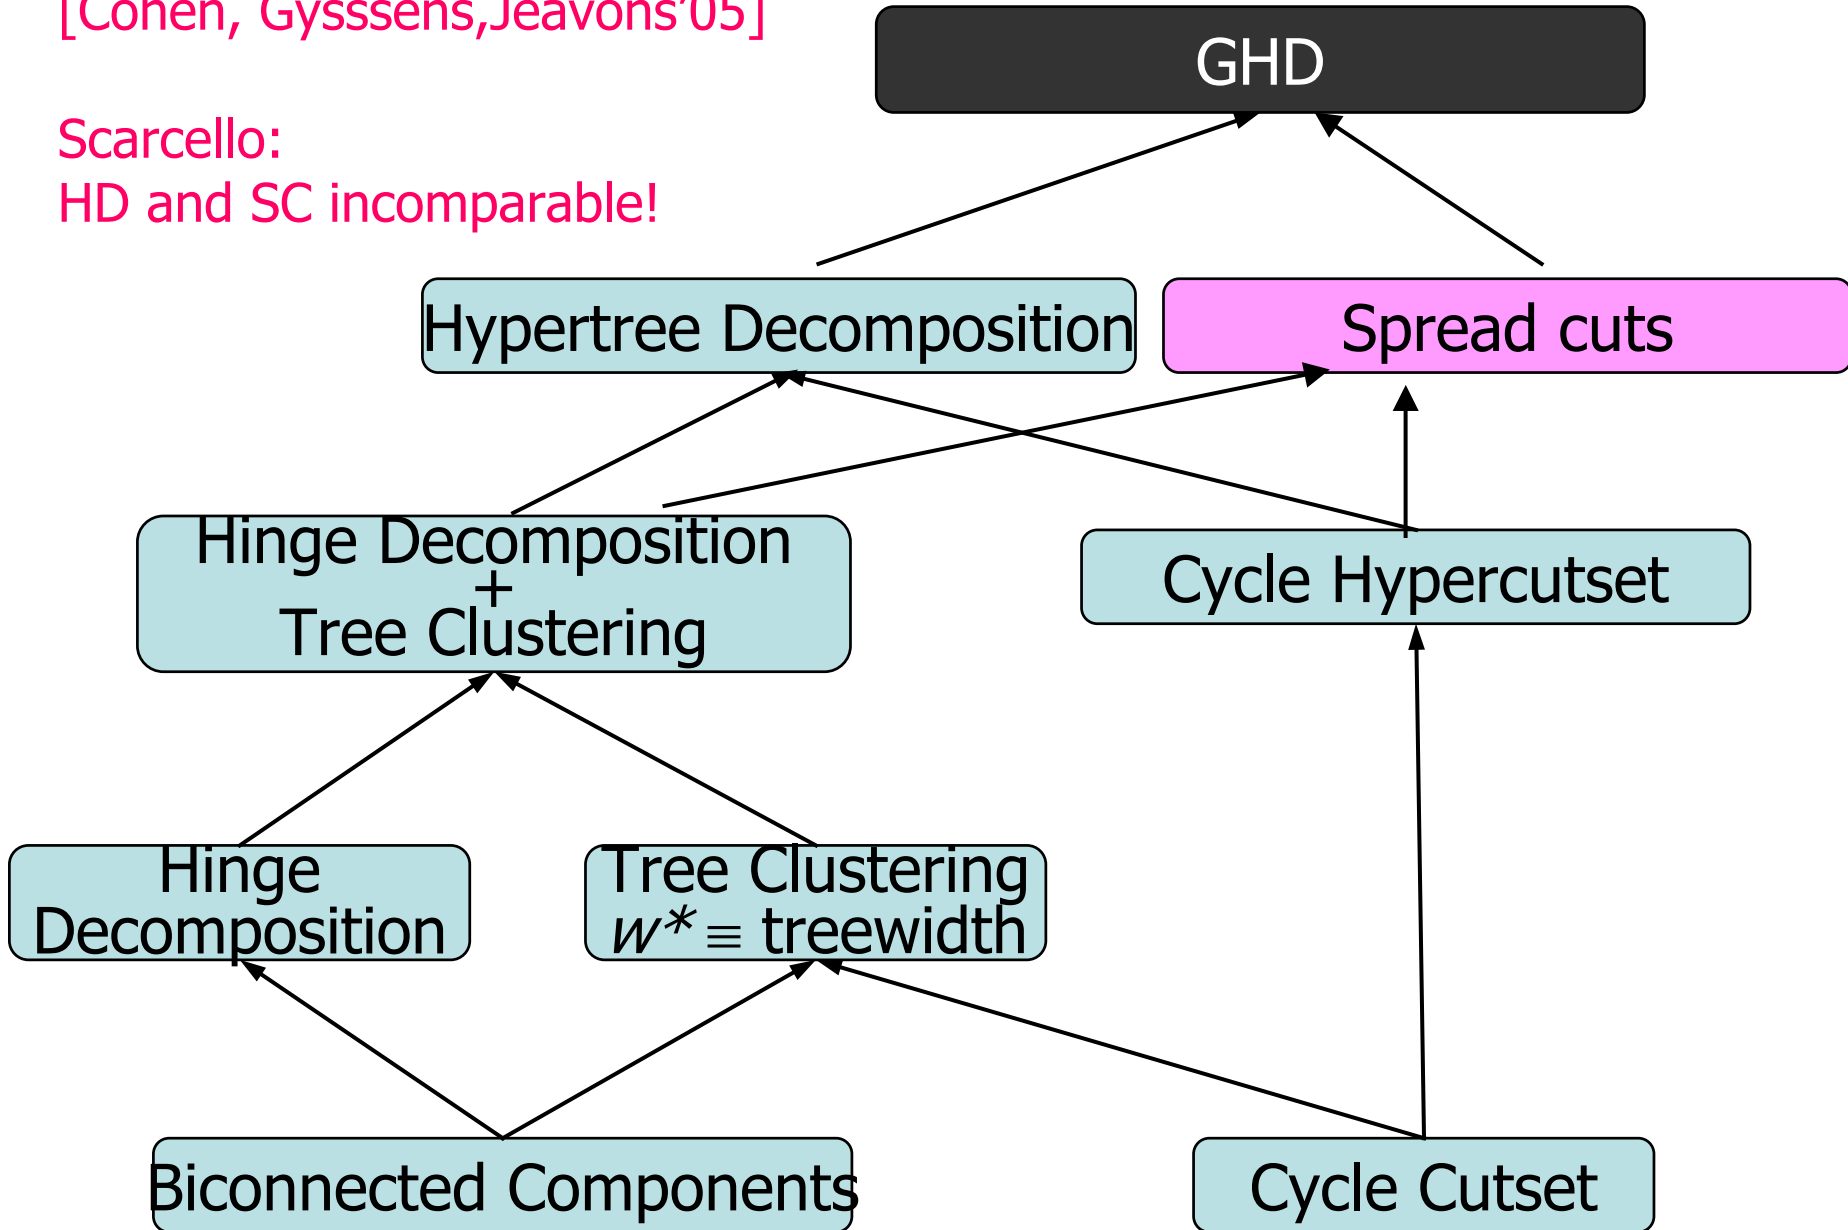 [Cohen, Gysssens,Jeavons'05]
GHD
Scarcello:
HD and SC incomparable!
Hypertree Decomposition
Spread cuts
Hinge Decomposition
+
Tree Clustering
Cycle Hypercutset
Hinge
Decomposition
Tree Clustering
w* ≡ treewidth
Biconnected Components
Cycle Cutset